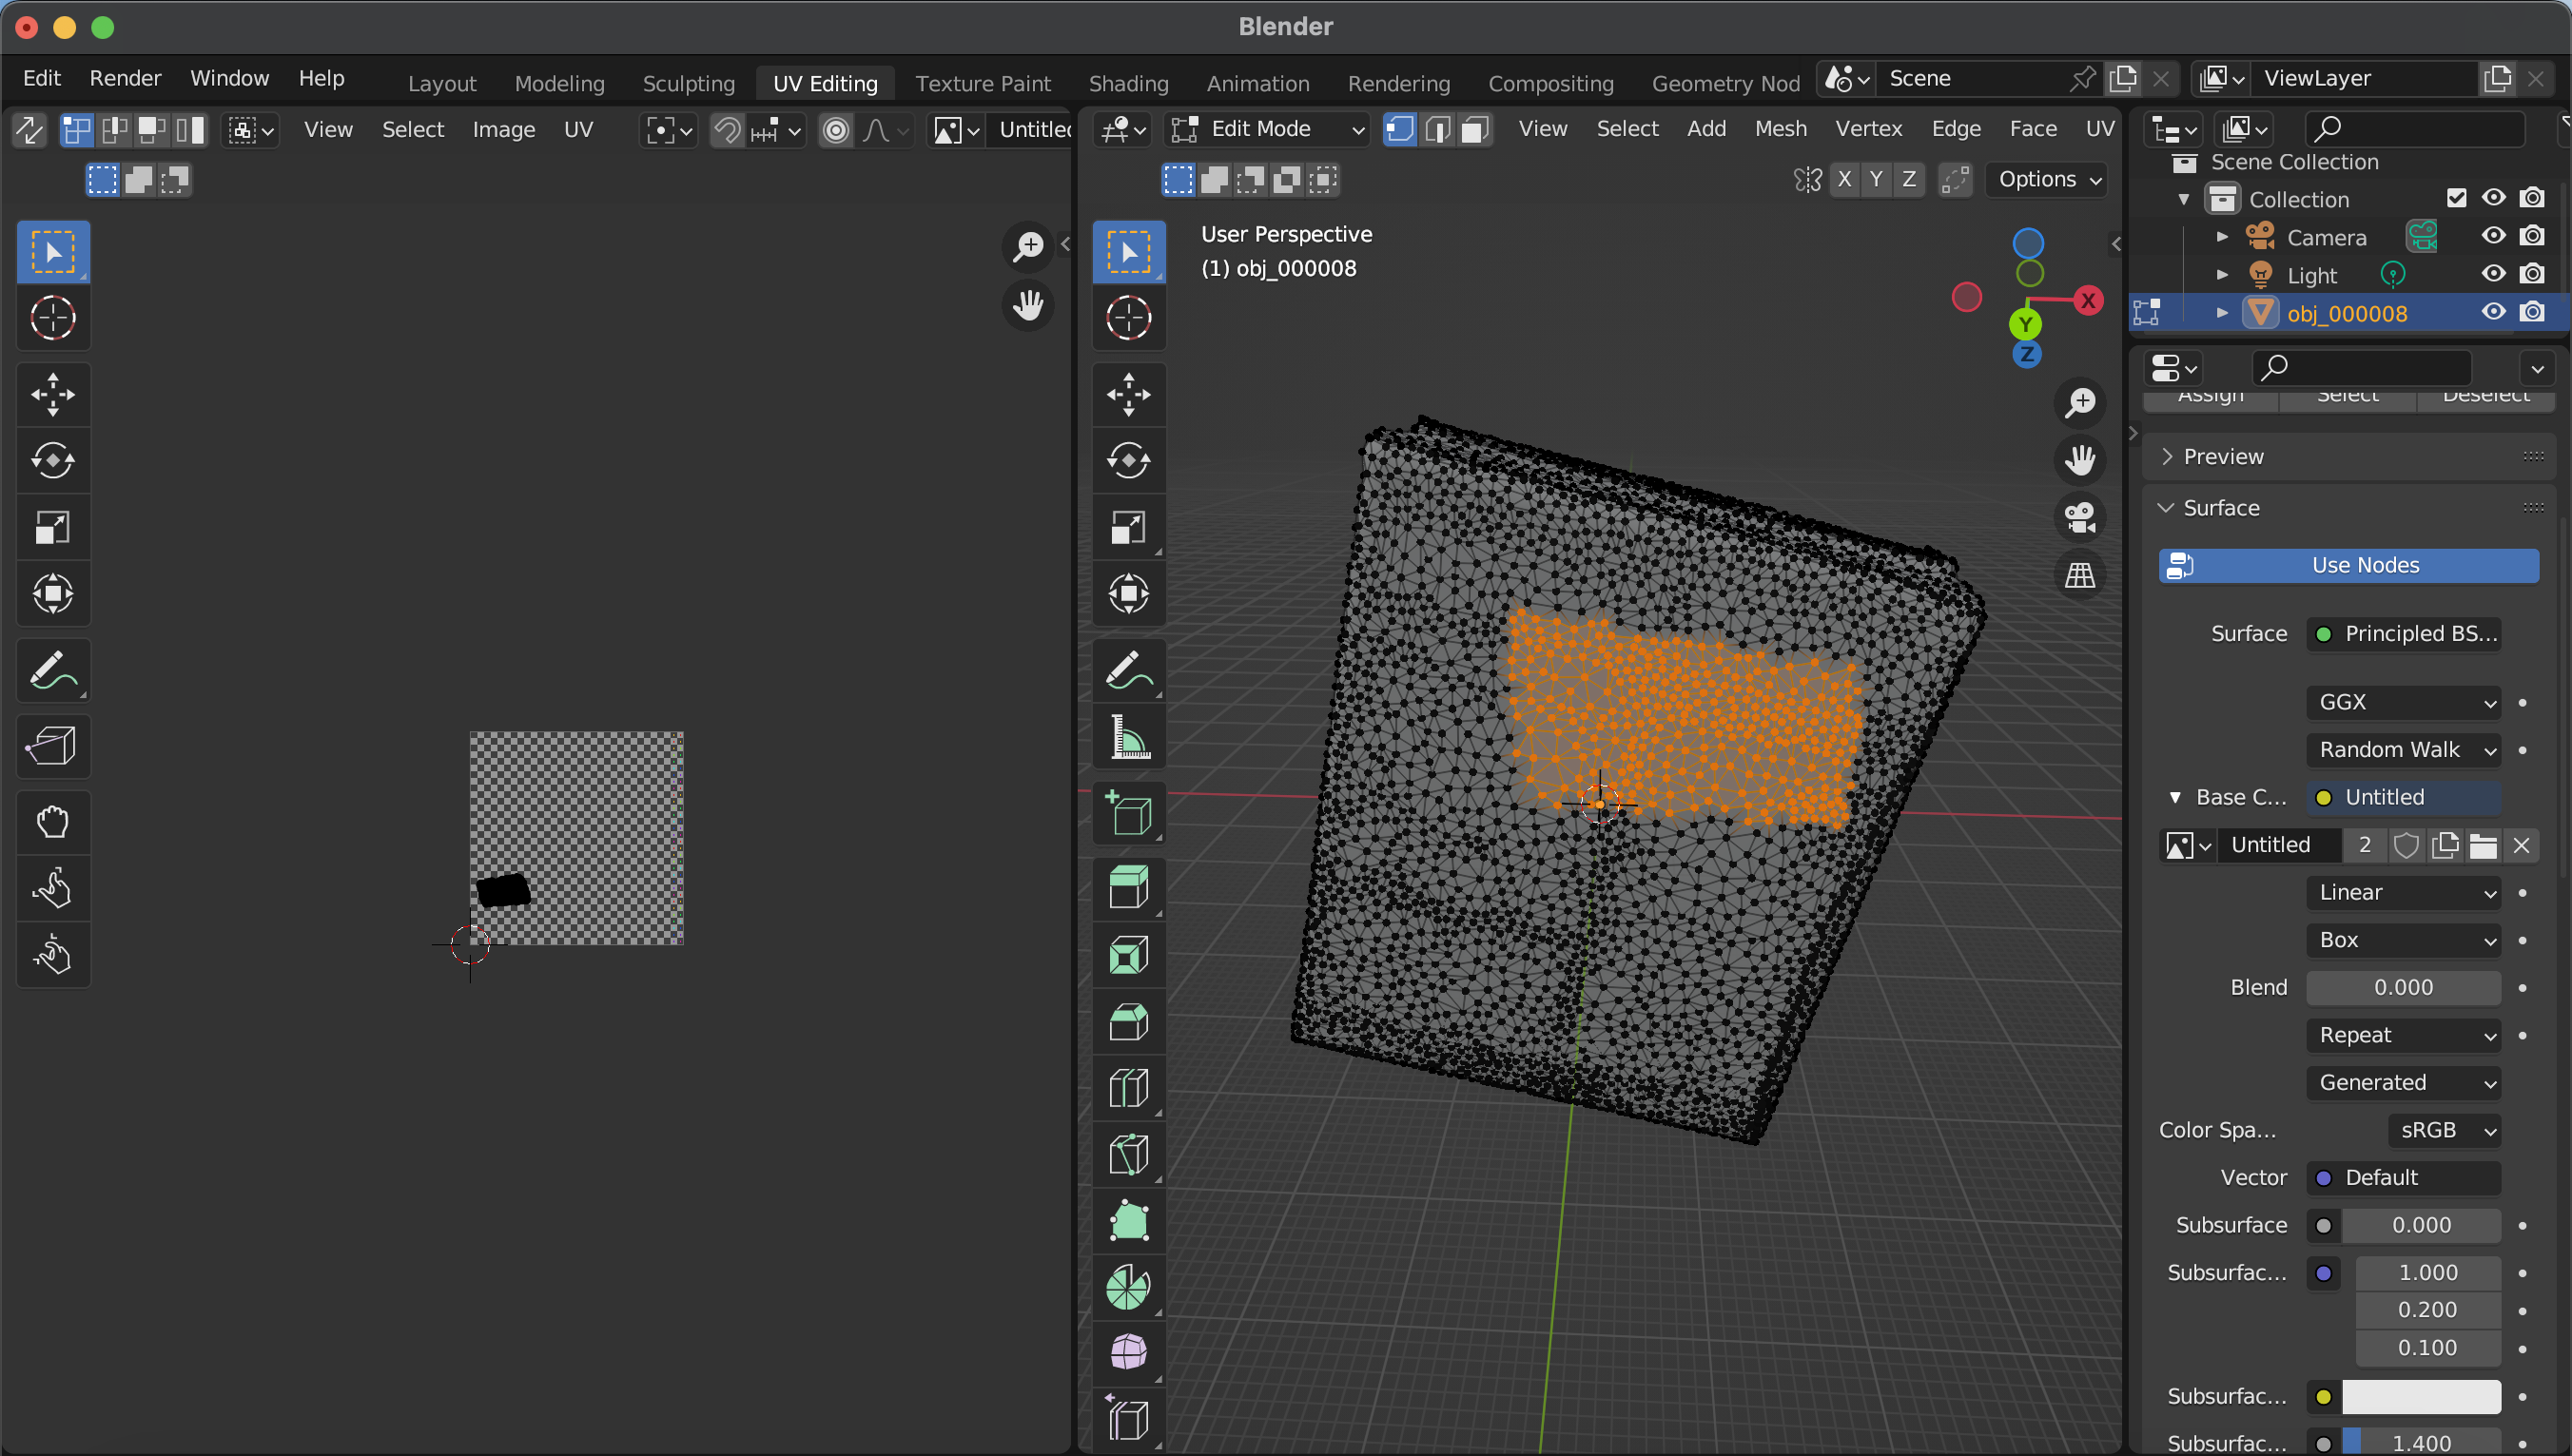 Blender
Edit Render Window Help Layout Modeling Sculpting UV Editing Texture Paint Shading Animation Rendering Compositing Geometry Nod Scene ViewLayer
View Select Image UV Untitled
Edit Mode View Select Add Mesh Vertex Edge Face UV
X Y Z Options
User Perspective
(1) obj_000008
X
Y
Z
Scene Collection
Collection
Camera
Light
obj_000008
Assign Select Deselect
Preview
Surface
Use Nodes
Surface Principled BS...
GGX
Random Walk
Base C... Untitled
Untitled 2
Linear
Box
Blend 0.000
Repeat
Generated
Color Spa... sRGB
Vector Default
Subsurface 0.000
Subsurfac... 1.000
0.200
0.100
Subsurfac...
Subsurfac... 1.400